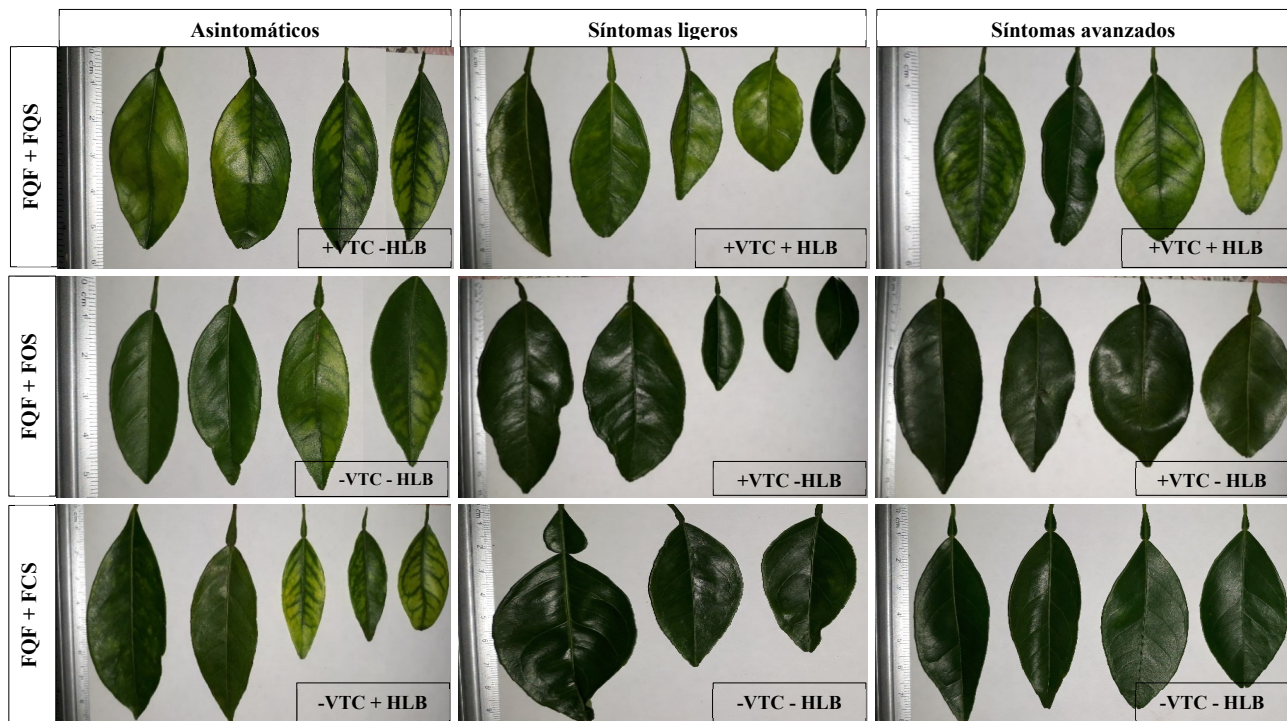 Asintomáticos
Síntomas ligeros
Síntomas avanzados
FQF + FQS
+VTC -HLB
+VTC + HLB
+VTC + HLB
FQF + FOS
-VTC - HLB
+VTC -HLB
+VTC - HLB
FQF + FCS
-VTC + HLB
-VTC - HLB
-VTC - HLB